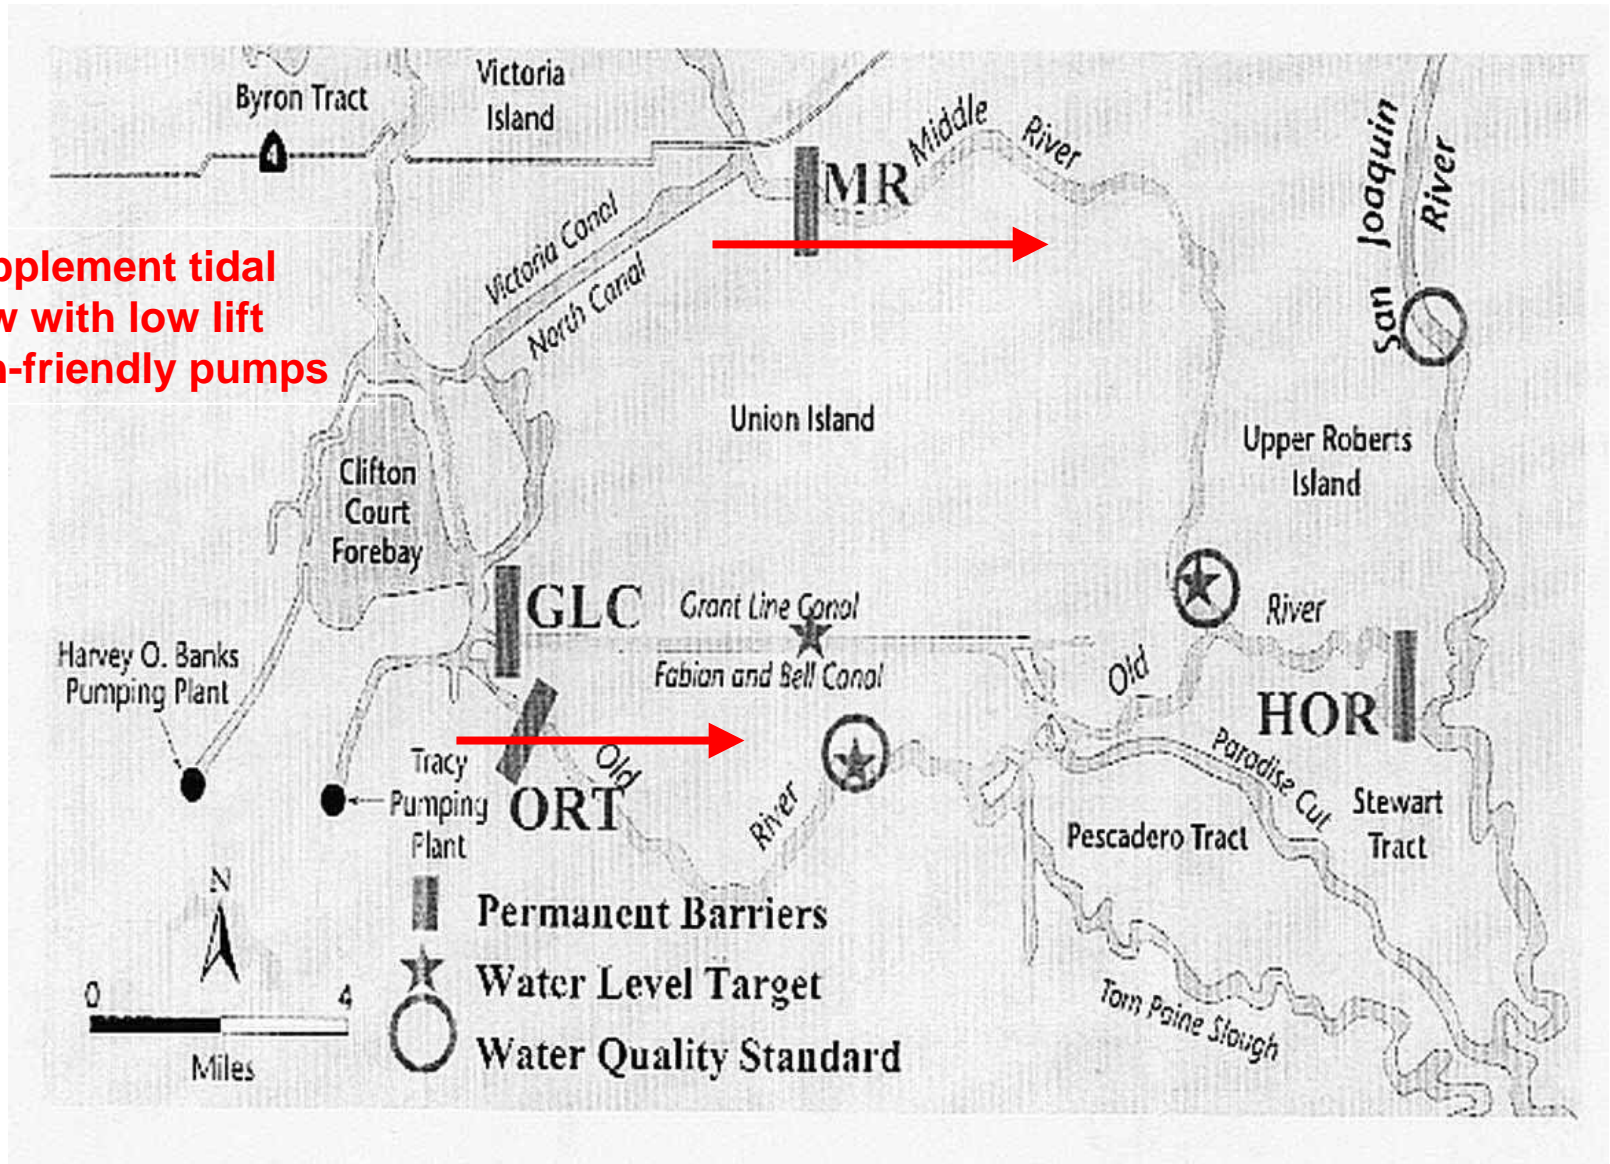 Byron Tract
Victoria
Island
4
Middle
River
San Joaquin
River
MR
tidal
with low lift
pumps
Victoria Canal
North Canal
Union Island
Upper Roberts
Island
Clifton
Court
Forebay
GLC
Grant Line Canal
Fabian and Bell Canal
River
Old
HOR
Harvey O. Banks
Pumping Plant
Tracy
Pumping
Plant
ORT
Old
River
Paradise Cut
Pescadero Tract
Stewart
Tract
Tom Paine Slough
N
0 4
Miles
Permanent Barriers
Water Level Target
Water Quality Standard